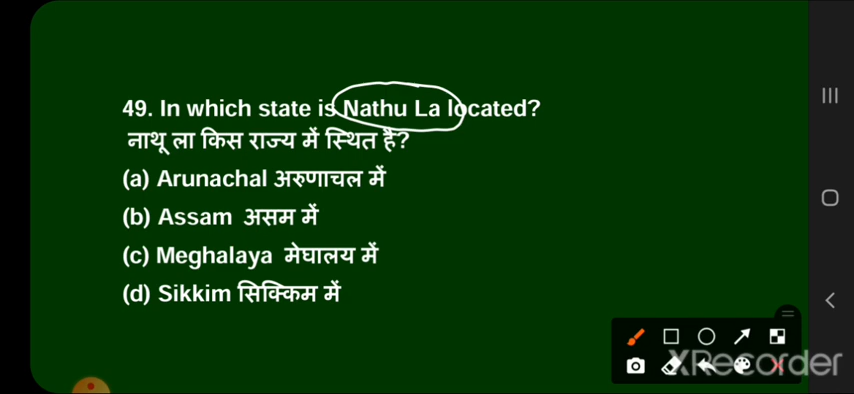 49. In which state is Nathu La located?
नाथू ला किस राज्य में स्थित है?
(a) Arunachal अरुणाचल में
(b) Assam असम में
(c) Meghalaya मेघालय में
(d) Sikkim सिक्किम में
XRecorder